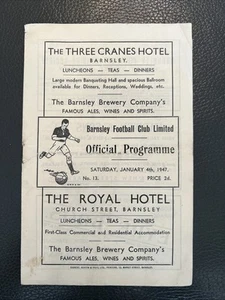 THE THREE CRANES HOTEL
BARNSLEY.
LUNCHEONS — TEAS — DINNERS
Large modern Banqueting Hall and spacious Ballroom
available for Dinners, Receptions, Weddings, etc.
The Barnsley Brewery Company's
FAMOUS ALES, WINES AND SPIRITS.
Barnsley Football Club Limited
Official Programme
SATURDAY, JANUARY 4th, 1947.
No. 13. PRICE 2d.
THE ROYAL HOTEL
CHURCH STREET, BARNSLEY
LUNCHEONS — TEAS — DINNERS
First-Class Commercial and Residential Accommodation
The Barnsley Brewery Company's
FAMOUS ALES, WINES AND SPIRITS.